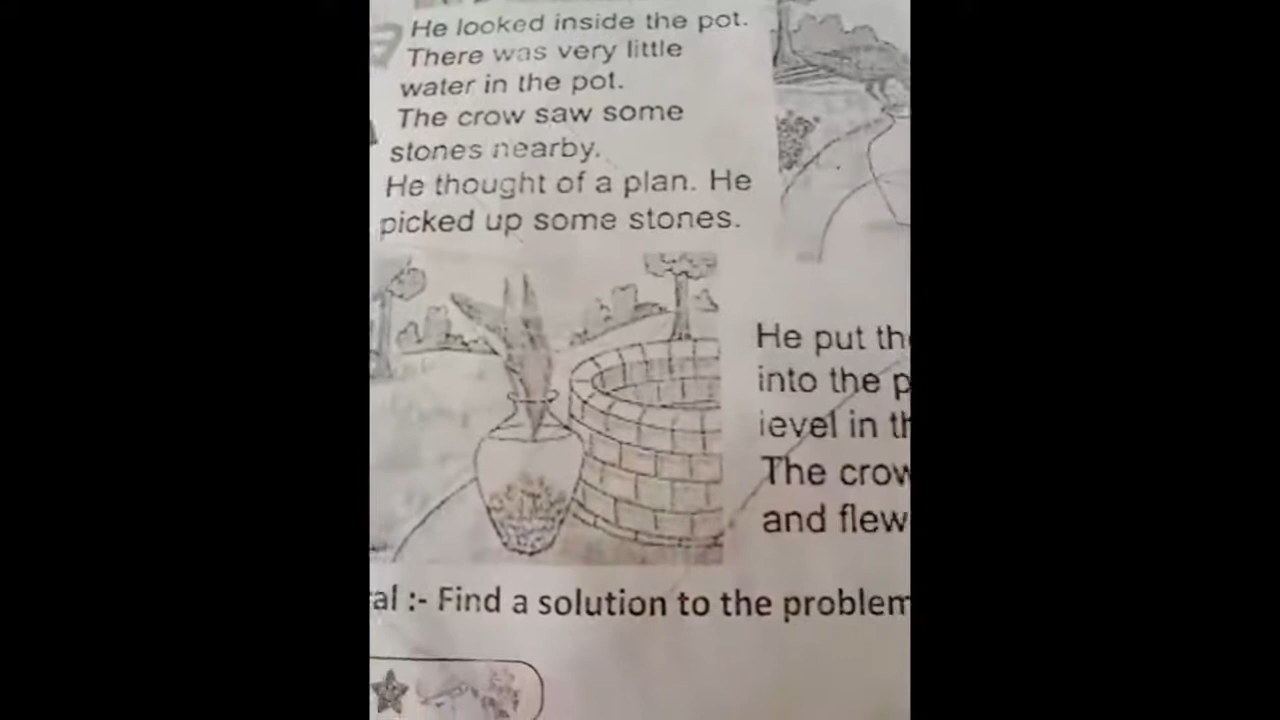 He looked inside the pot.
There was very little
water in the pot.
The crow saw some
stones nearby.
He thought of a plan. He
picked up some stones.
He put
into the
level in
The crow
and flew
al :- Find a solution to the problem